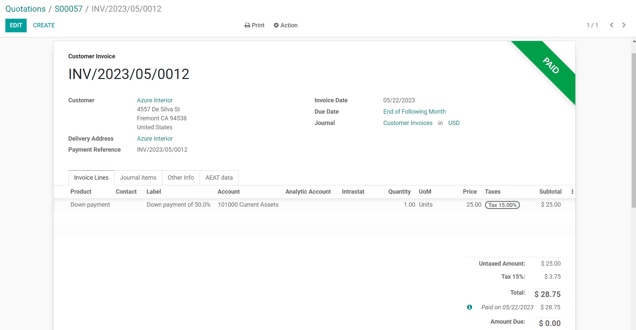 Quotations / S00057 / INV/2023/05/0012
EDIT CREATE Print Action 1 / 1
PAID
Customer Invoice
INV/2023/05/0012
Customer Azure Interior Invoice Date 05/22/2023
4557 De Silva St Due Date End of Following Month
Fremont CA 94538
United States Journal Customer Invoices in USD
Delivery Address Azure Interior
Payment Reference INV/2023/05/0012
Invoice Lines Journal Items Other Info AEAT data
Product Contact Label Account Analytic Account Intrastat Quantity UoM Price Taxes Subtotal
Down payment Down payment of 50.0% 101000 Current Assets 1.00 Units 25.00 Tax 15.00% $ 25.00
Untaxed Amount: $ 25.00
Tax 15%: $ 3.75
Total: $ 28.75
Paid on 05/22/2023 $ 28.75
Amount Due: $ 0.00